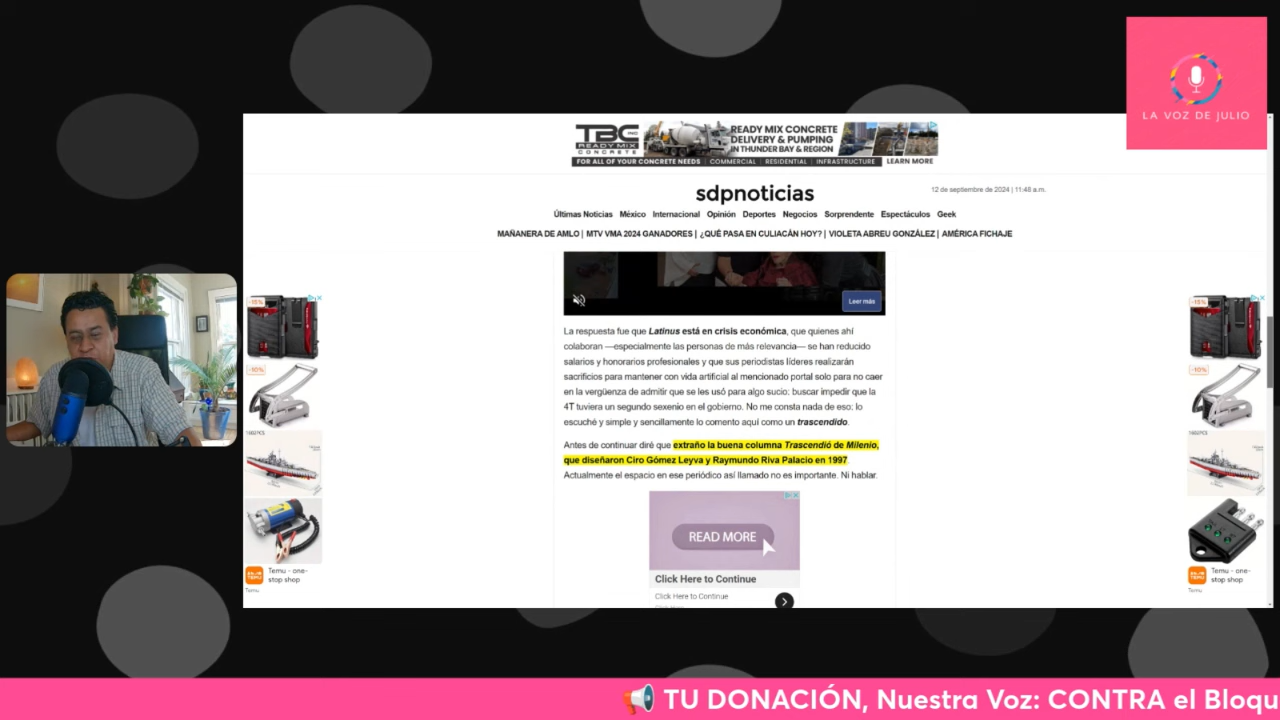 LA VOZ DE JULIO
TBC
READY MIX
CONCRETE
READY MIX CONCRETE
DELIVERY & PUMPING
IN THUNDER BAY & REGION
FOR ALL OF YOUR CONCRETE NEEDS | COMMERCIAL | RESIDENTIAL | INFRASTRUCTURE
LEARN MORE
sdpnoticias
12 de septiembre de 2024 | 11:48 a.m.
Últimas Noticias México Internacional Opinión Deportes Negocios Sorprendente Espectáculos Geek
MAÑANERA DE AMLO | MTV VMA 2024 GANADORES | ¿QUÉ PASA EN CULIACÁN HOY? | VIOLETA ABREU GONZÁLEZ | AMÉRICA FICHAJE
Leer más
La respuesta fue que Latinus está en crisis económica, que quienes ahí
colaboran —especialmente las personas de más relevancia— se han reducido
salarios y honorarios profesionales y que sus periodistas líderes realizarán
sacrificios para mantener con vida artificial al mencionado portal solo para no caer
en la vergüenza de admitir que se les usó para algo sucio: buscar impedir que la
4T tuviera un segundo sexenio en el gobierno. No me consta nada de eso; lo
escuché y simple y sencillamente lo comento aquí como un trascendido.
Antes de continuar diré que extraño la buena columna Trascendió de Milenio,
que diseñaron Ciro Gómez Leyva y Raymundo Riva Palacio en 1997.
Actualmente el espacio en ese periódico así llamado no es importante. Ni hablar.
READ MORE
Click Here to Continue
Click Here to Continue
-15%
-10%
Temu - one-
stop shop
Temu
-15%
-10%
Temu - one-
stop shop
Temu
TU DONACIÓN, Nuestra Voz: CONTRA el Bloqu